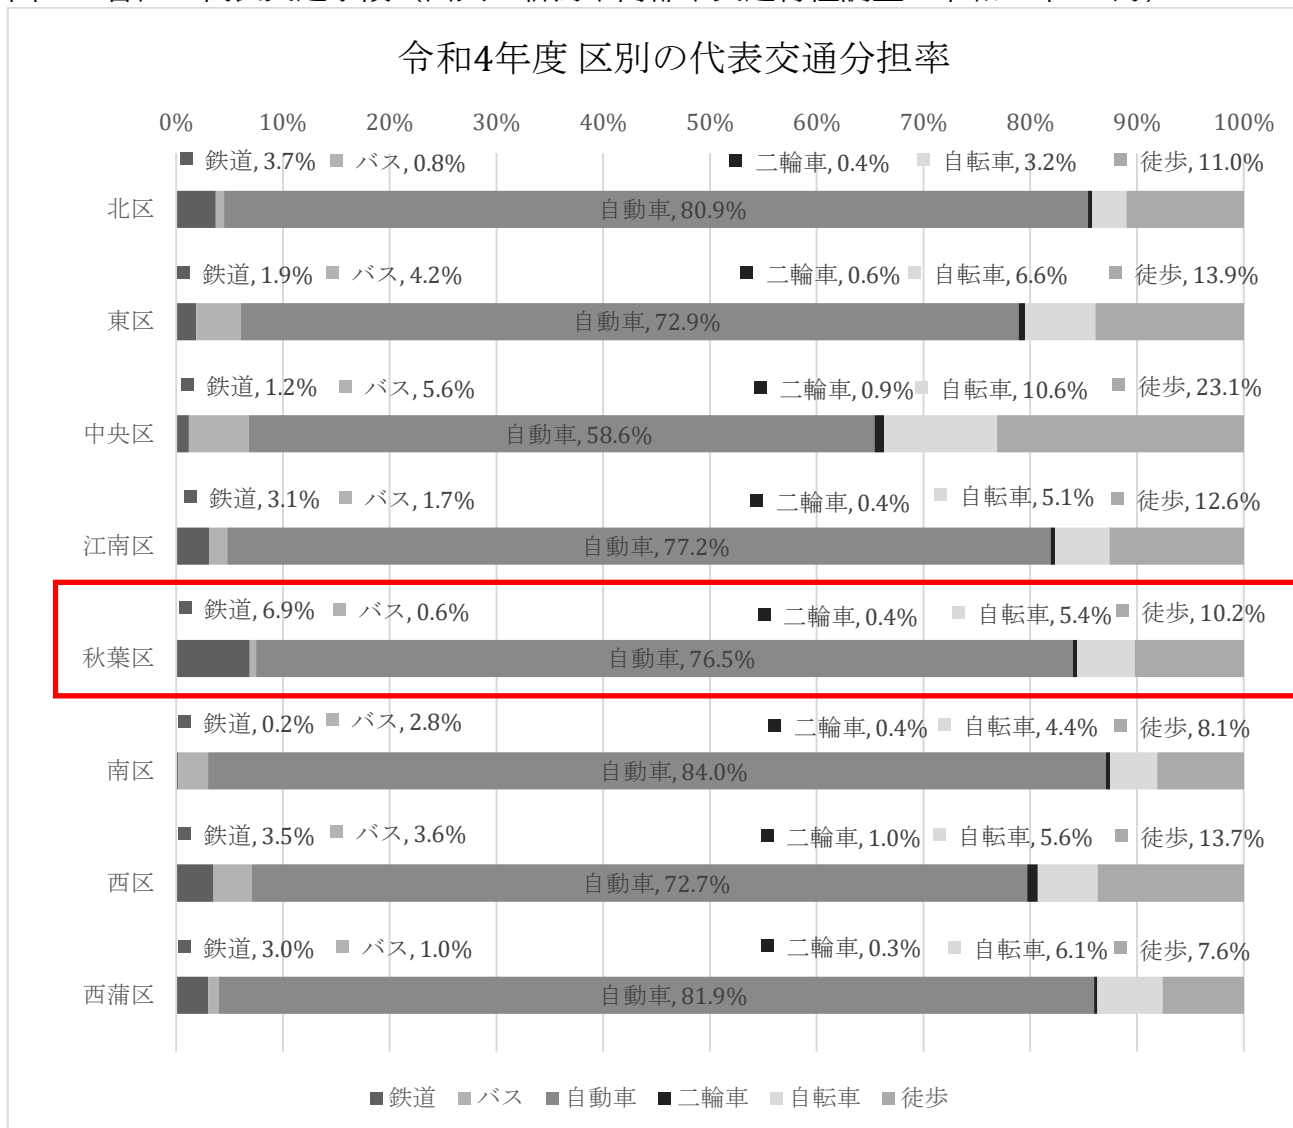 令和4年度 区別の代表交通分担率
0% 10% 20% 30% 40% 50% 60% 70% 80% 90% 100%
鉄道, 3.7% バス, 0.8% 二輪車, 0.4% 自転車, 3.2% 徒歩, 11.0%
北区 自動車, 80.9%
鉄道, 1.9% バス, 4.2% 二輪車, 0.6% 自転車, 6.6% 徒歩, 13.9%
東区 自動車, 72.9%
鉄道, 1.2% バス, 5.6% 二輪車, 0.9% 自転車, 10.6% 徒歩, 23.1%
中央区 自動車, 58.6%
鉄道, 3.1% バス, 1.7% 二輪車, 0.4% 自転車, 5.1% 徒歩, 12.6%
江南区 自動車, 77.2%
鉄道, 6.9% バス, 0.6% 二輪車, 0.4% 自転車, 5.4% 徒歩, 10.2%
秋葉区 自動車, 76.5%
鉄道, 0.2% バス, 2.8% 二輪車, 0.4% 自転車, 4.4% 徒歩, 8.1%
南区 自動車, 84.0%
鉄道, 3.5% バス, 3.6% 二輪車, 1.0% 自転車, 5.6% 徒歩, 13.7%
西区 自動車, 72.7%
鉄道, 3.0% バス, 1.0% 二輪車, 0.3% 自転車, 6.1% 徒歩, 7.6%
西蒲区 自動車, 81.9%
鉄道 バス 自動車 二輪車 自転車 徒歩